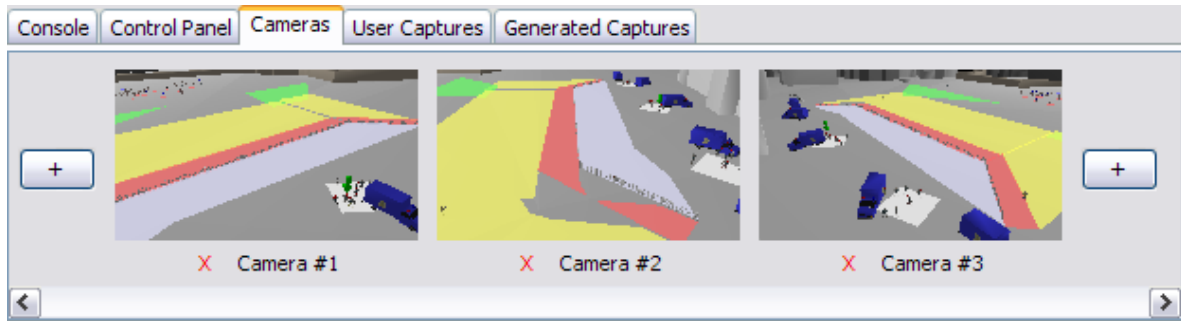 Console Control Panel Cameras User Captures Generated Captures
+ +
X Camera #1 X Camera #2 X Camera #3